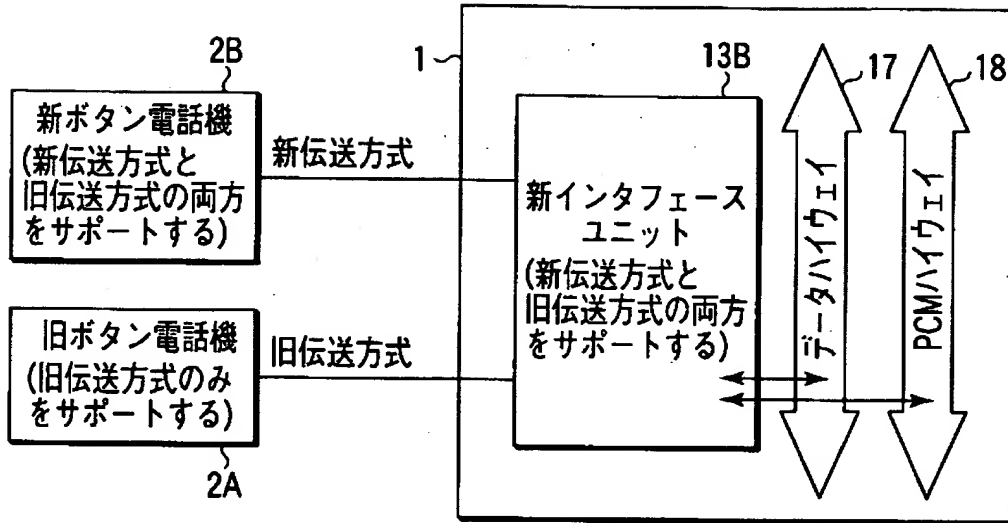 2B
新ボタン電話機
(新伝送方式と
旧伝送方式の両方
をサポートする)
新伝送方式
旧ボタン電話機
(旧伝送方式のみ
をサポートする)
2A
旧伝送方式
1
13B
新インタフェース
ユニット
(新伝送方式と
旧伝送方式の両方
をサポートする)
17
データハイウェイ
18
PCMハイウェイ